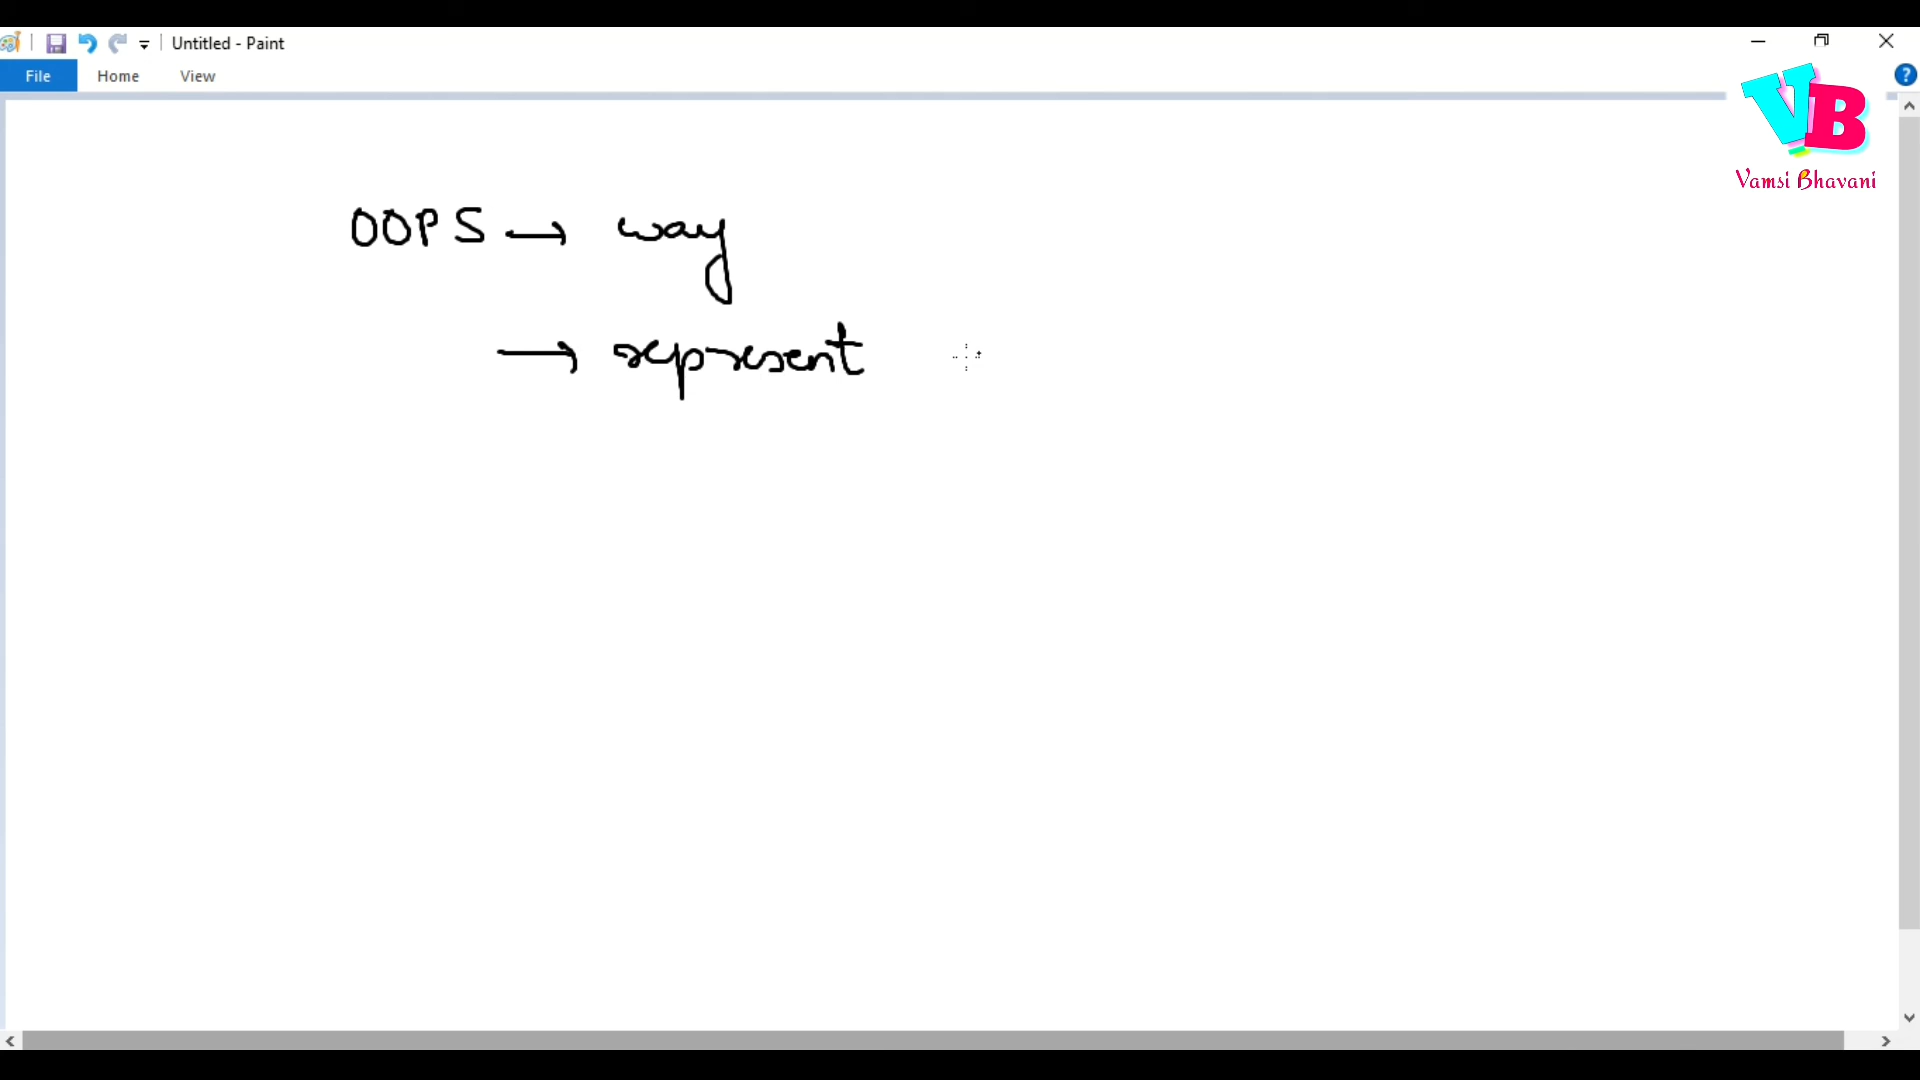 Untitled - Paint
File Home View
?
VB
Vamsi Bhavani
OOPS → way
→ represent